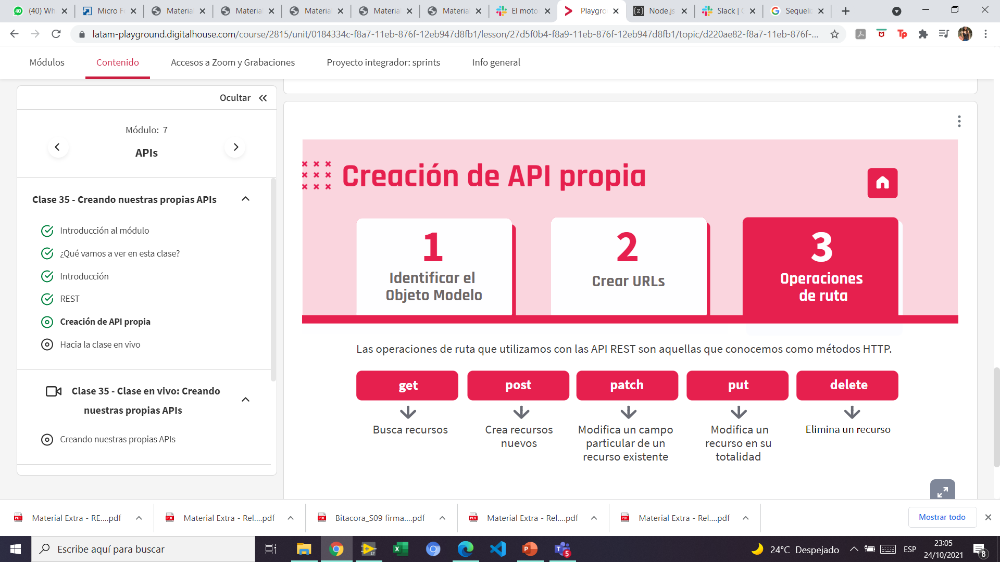 (40) Wh
Micro F
Material
Material
Material
Material
Material
El moto
Playgro
Node.js
Slack | 
Sequeli
latam-playground.digitalhouse.com/course/2815/unit/0184334c-f8a7-11eb-876f-12eb947d8fb1/lesson/27d5f0b4-f8a9-11eb-876f-12eb947d8fb1/topic/d220ae82-f8a7-11eb-876f-...
Módulos
Contenido
Accesos a Zoom y Grabaciones
Proyecto integrador: sprints
Info general
Ocultar
Módulo: 7
APIs
Clase 35 - Creando nuestras propias APIs
Introducción al módulo
¿Qué vamos a ver en esta clase?
Introducción
REST
Creación de API propia
Hacia la clase en vivo
Clase 35 - Clase en vivo: Creando
nuestras propias APIs
Creando nuestras propias APIs
Creación de API propia
1
Identificar el
Objeto Modelo
2
Crear URLs
3
Operaciones
de ruta
Las operaciones de ruta que utilizamos con las API REST son aquellas que conocemos como métodos HTTP.
get
Busca recursos
post
Crea recursos
nuevos
patch
Modifica un campo
particular de un
recurso existente
put
Modifica un
recurso en su
totalidad
delete
Elimina un recurso
Material Extra - RE....pdf
Material Extra - Rel....pdf
Bitacora_S09 firma....pdf
Material Extra - Rel....pdf
Material Extra - Rel....pdf
Mostrar todo
Escribe aquí para buscar
24°C Despejado
ESP
23:05
24/10/2021
8